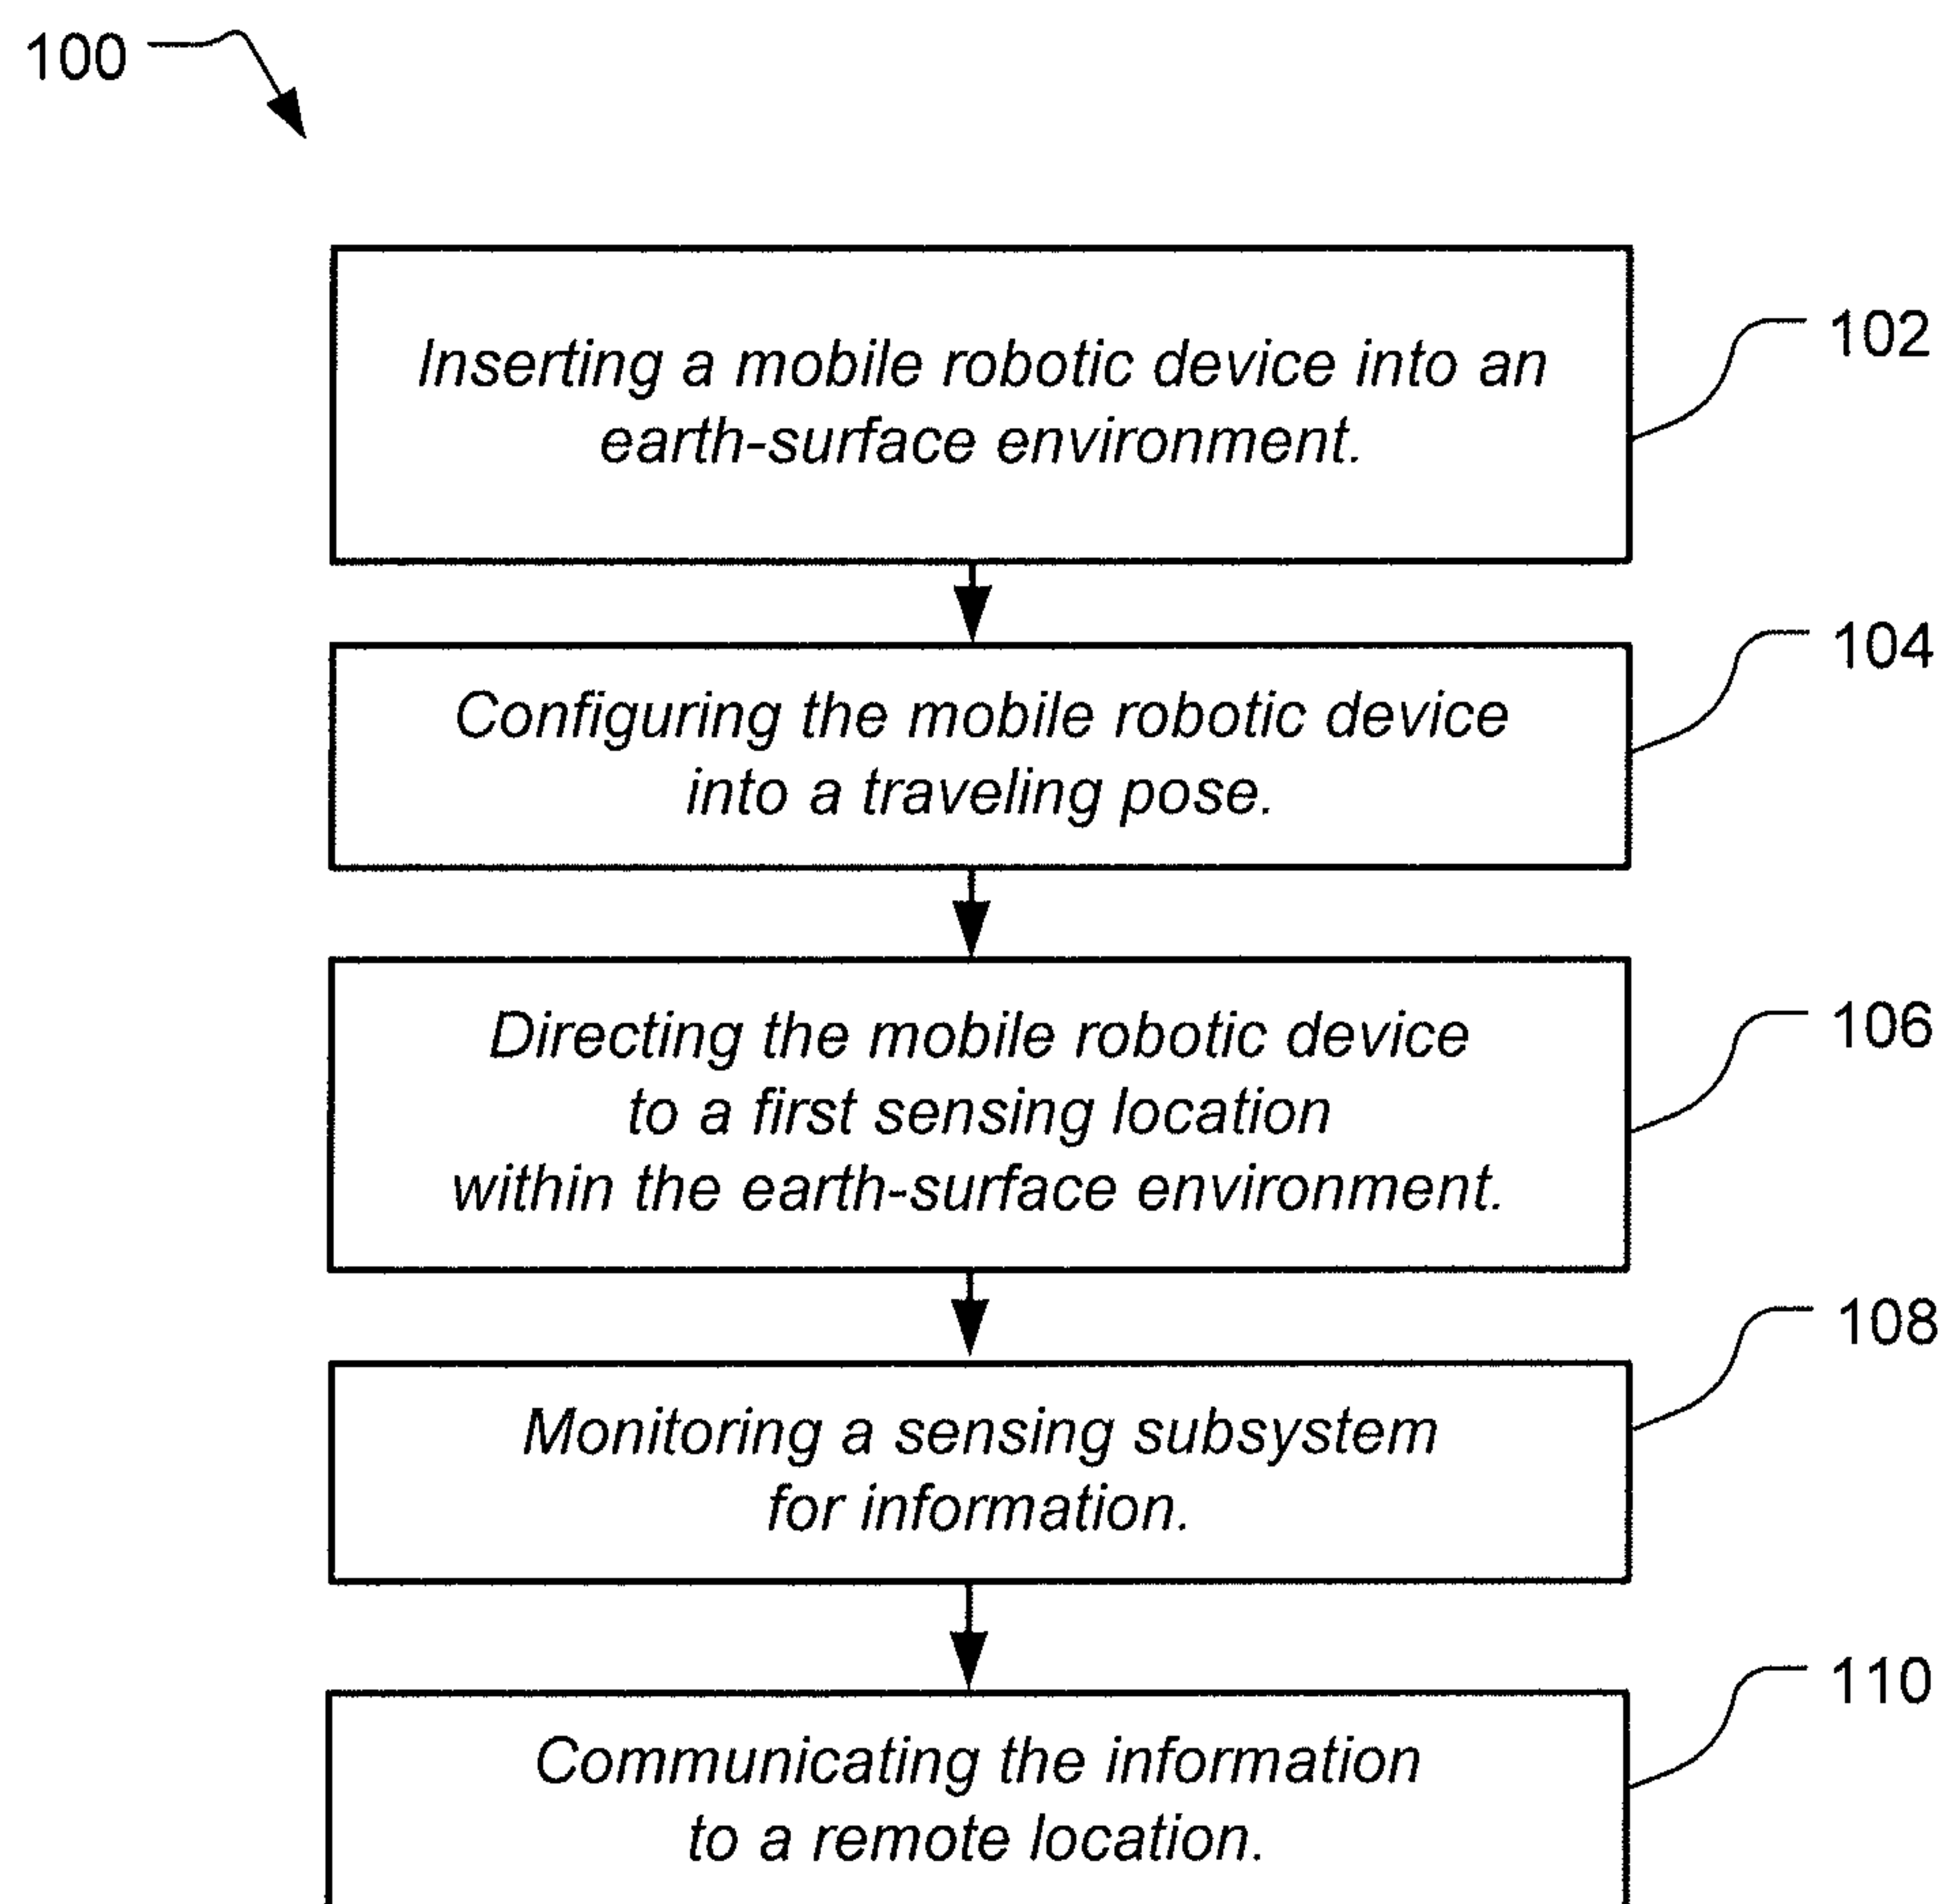 100
Inserting a mobile robotic device into an
earth-surface environment.
102
Configuring the mobile robotic device
into a traveling pose.
104
Directing the mobile robotic device
to a first sensing location
within the earth-surface environment.
106
Monitoring a sensing subsystem
for information.
108
Communicating the information
to a remote location.
110